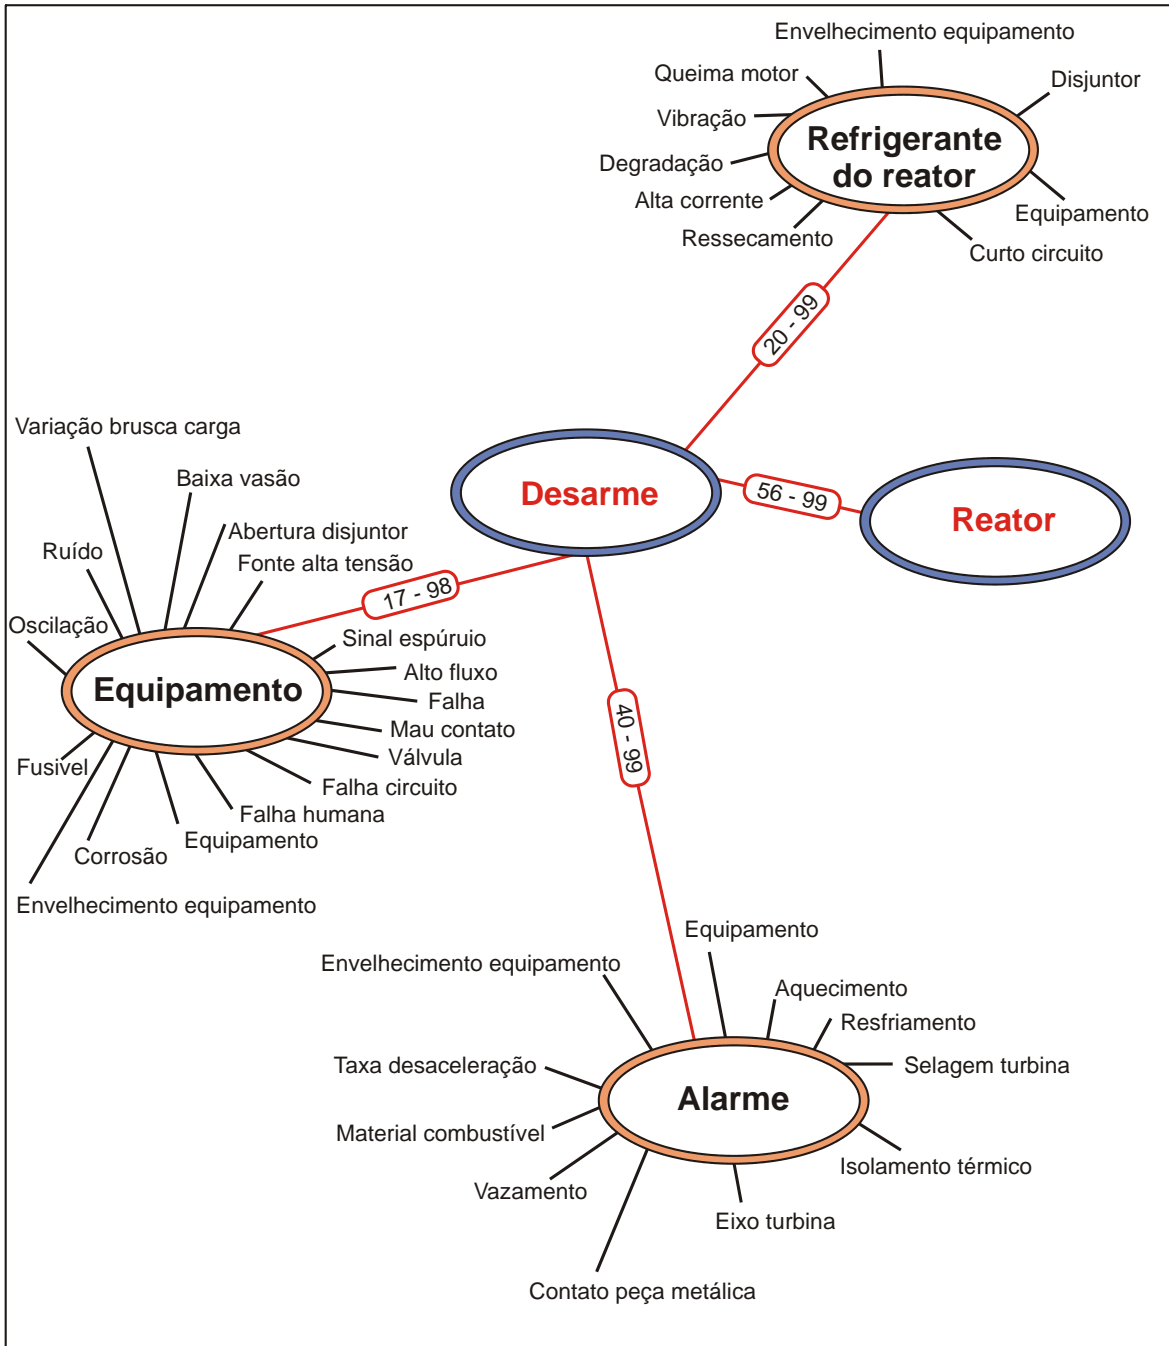 Envelhecimento equipamento
Queima motor
Disjuntor
Vibração
Refrigerante
do reator
Degradação
Alta corrente
Equipamento
Ressecamento
Curto circuito
20 - 99
Variação brusca carga
Baixa vasão
Desarme
56 - 99
Reator
Abertura disjuntor
Ruído
Fonte alta tensão
17 - 98
Oscilação
Sinal espúruio
Alto fluxo
Equipamento
Falha
Mau contato
40 - 99
Válvula
Fusivel
Falha circuito
Falha humana
Equipamento
Corrosão
Envelhecimento equipamento
Equipamento
Envelhecimento equipamento
Aquecimento
Resfriamento
Taxa desaceleração
Selagem turbina
Alarme
Material combustível
Isolamento térmico
Vazamento
Eixo turbina
Contato peça metálica